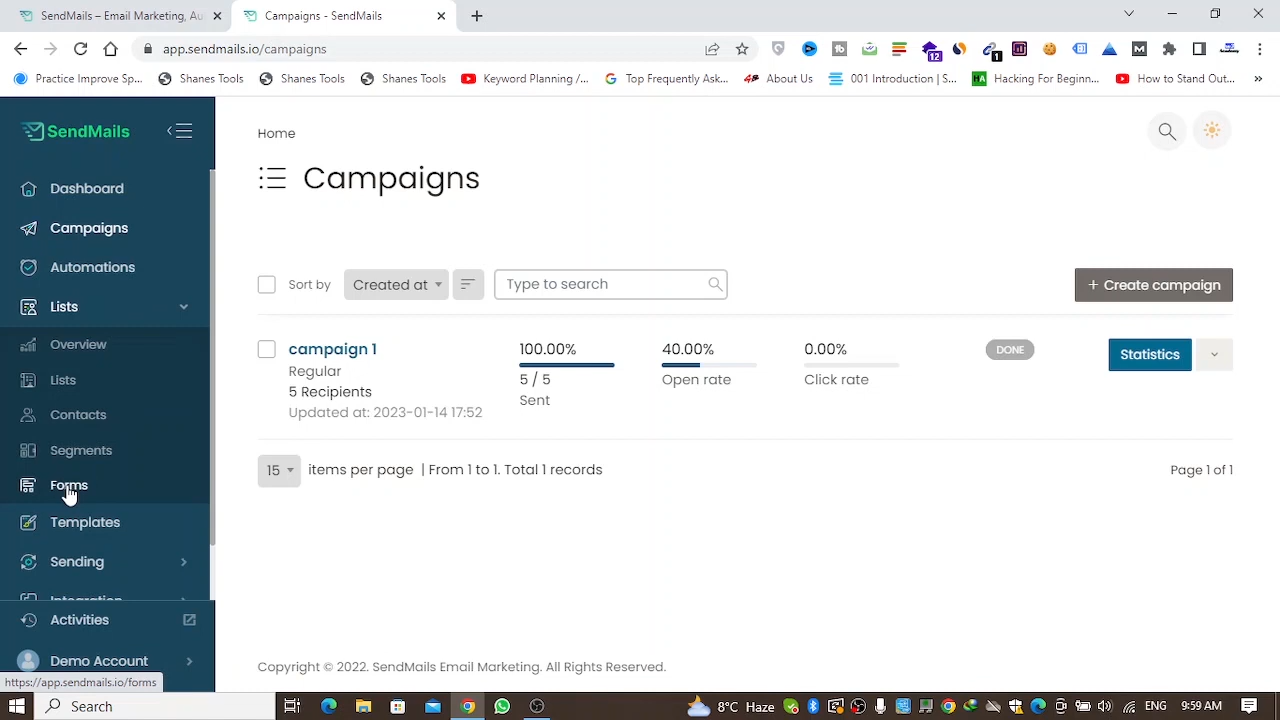 SendMails – Email Marketing, Au
Campaigns - SendMails
app.sendmails.io/campaigns
12
1
Practice Improve Sp...
Shanes Tools
Shanes Tools
Shanes Tools
Keyword Planning /...
Top Frequently Ask...
About Us
001 Introduction | S...
Hacking For Beginn...
How to Stand Out...
SendMails
Dashboard
Campaigns
Automations
Lists
Overview
Lists
Contacts
Segments
Forms
Templates
Sending
Activities
Demo Account
https://app.sendmails.io/forms
Home
Campaigns
Sort by
Created at
Type to search
+ Create campaign
campaign 1
Regular
5 Recipients
Updated at: 2023-01-14 17:52
100.00%
5 / 5
Sent
40.00%
Open rate
0.00%
Click rate
DONE
Statistics
15
items per page | From 1 to 1. Total 1 records
Page 1 of 1
Copyright © 2022. SendMails Email Marketing. All Rights Reserved.
Search
8°C Haze
ENG
9:59 AM